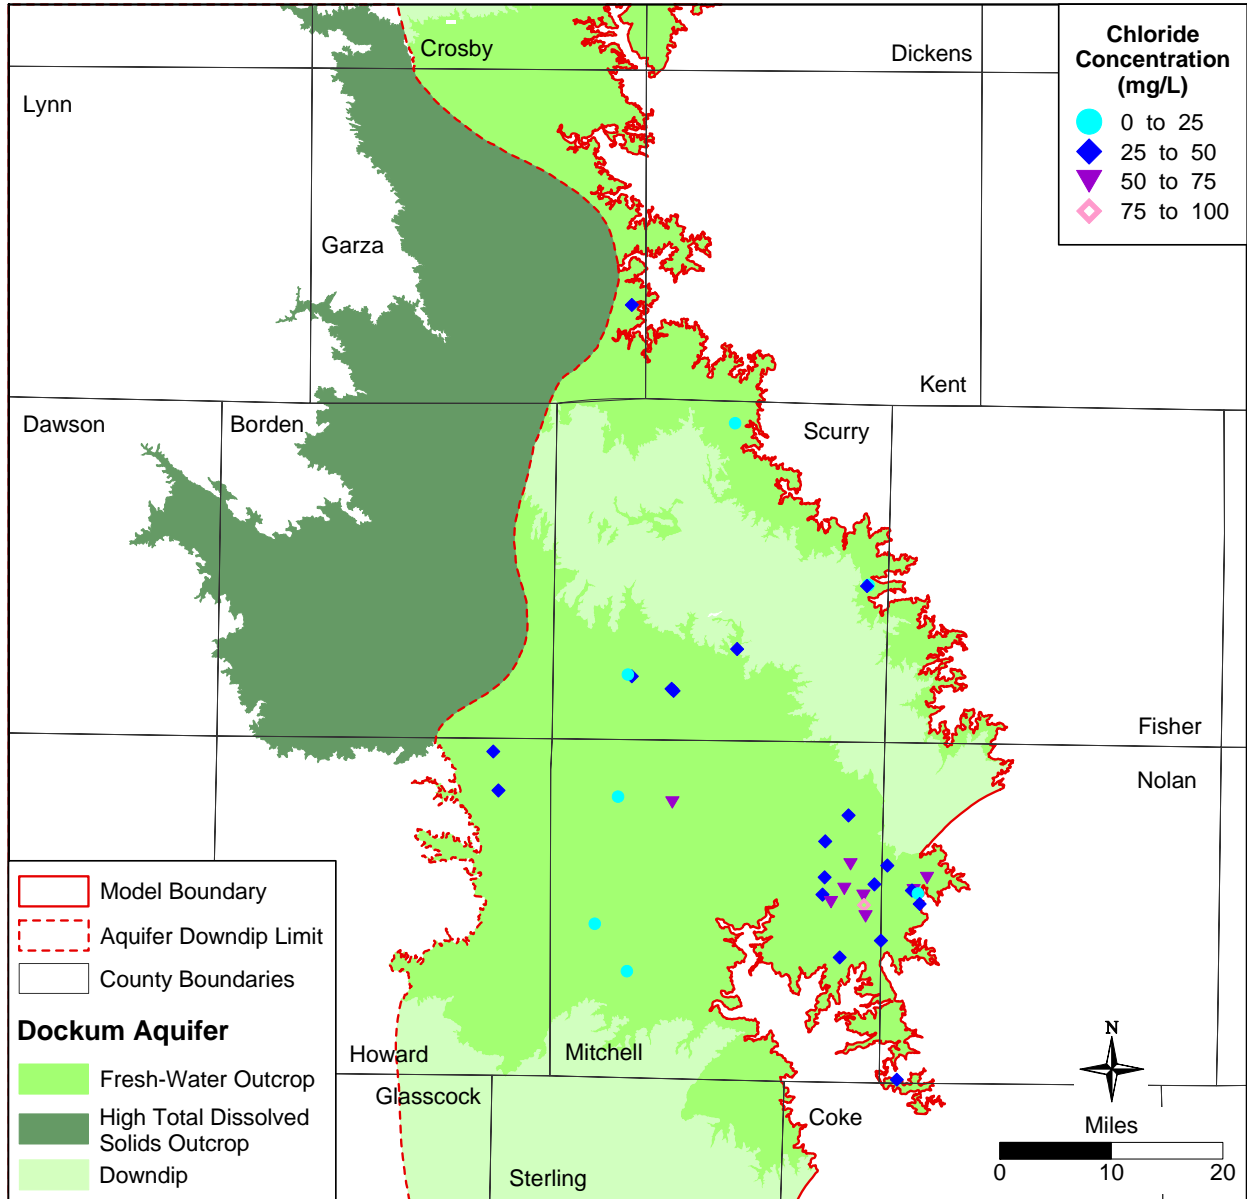 Crosby
Dickens
Chloride
Concentration
(mg/L)
0 to 25
25 to 50
50 to 75
75 to 100
Lynn
Garza
Kent
Dawson
Borden
Scurry
Fisher
Nolan
Model Boundary
Aquifer Downdip Limit
County Boundaries
Dockum Aquifer
Fresh-Water Outcrop
High Total Dissolved
Solids Outcrop
Downdip
Howard
Mitchell
Glasscock
Coke
Sterling
N
Miles
0 10 20